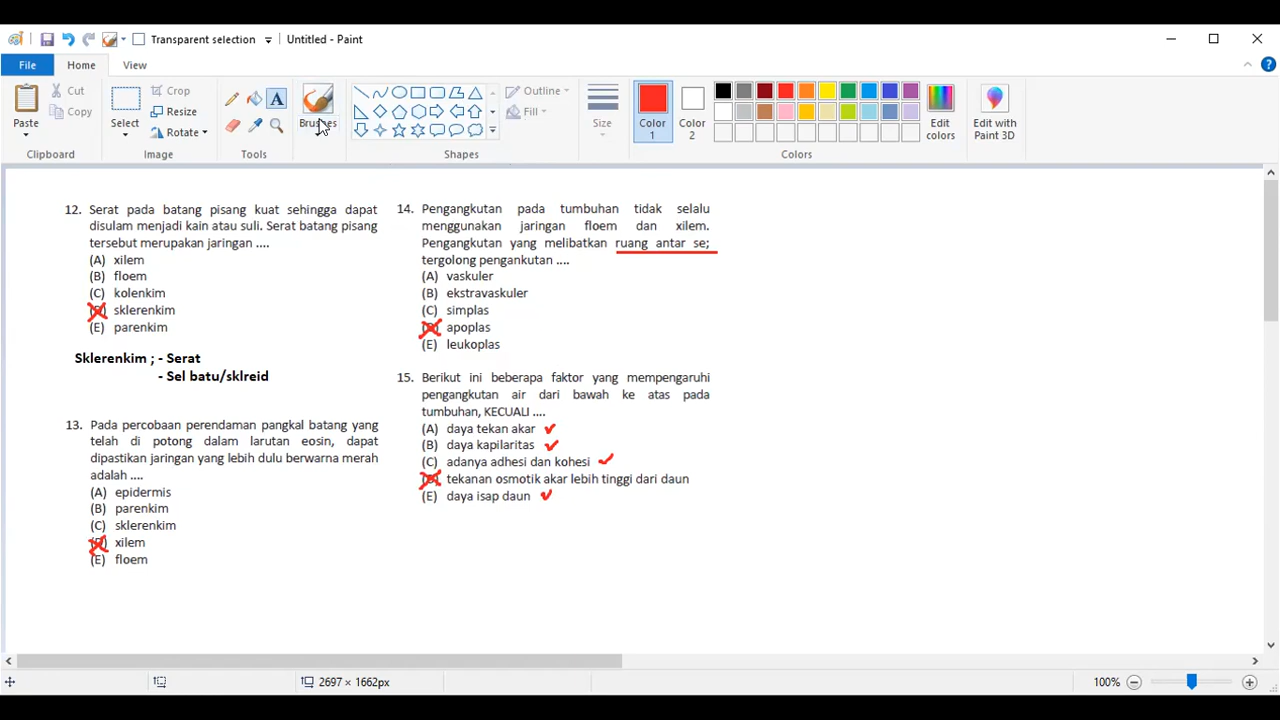 Transparent selection Untitled - Paint
File Home View
Paste Cut Copy Clipboard
Select Crop Resize Rotate Image
A Tools
Brushes
Outline Fill Shapes
Size
Color 1 Color 2 Edit colors Colors
Edit with Paint 3D
12. Serat pada batang pisang kuat sehingga dapat
disulam menjadi kain atau suli. Serat batang pisang
tersebut merupakan jaringan ....
(A) xilem
(B) floem
(C) kolenkim
sklerenkim
(E) parenkim
Sklerenkim ; - Serat
- Sel batu/sklreid
13. Pada percobaan perendaman pangkal batang yang
telah di potong dalam larutan eosin, dapat
dipastikan jaringan yang lebih dulu berwarna merah
adalah ....
(A) epidermis
(B) parenkim
(C) sklerenkim
xilem
(E) floem
14. Pengangkutan pada tumbuhan tidak selalu
menggunakan jaringan floem dan xilem.
Pengangkutan yang melibatkan ruang antar se;
tergolong pengankutan ....
(A) vaskuler
(B) ekstravaskuler
(C) simplas
apoplas
(E) leukoplas
15. Berikut ini beberapa faktor yang mempengaruhi
pengangkutan air dari bawah ke atas pada
tumbuhan, KECUALI ....
(A) daya tekan akar
(B) daya kapilaritas
(C) adanya adhesi dan kohesi
tekanan osmotik akar lebih tinggi dari daun
(E) daya isap daun
2697 × 1662px 100%